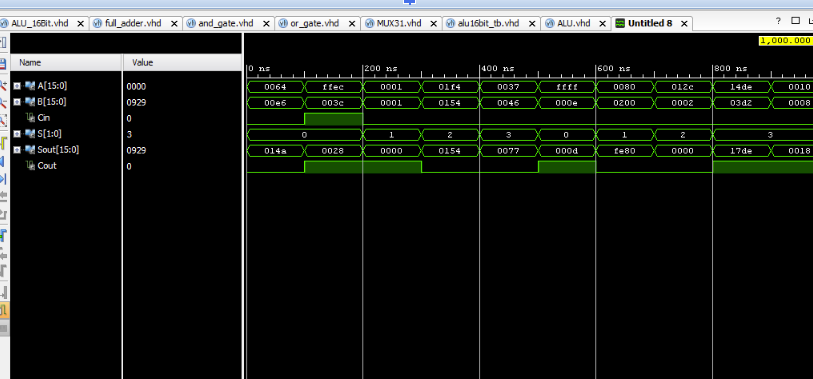 ALU_16Bit.vhd full_adder.vhd and_gate.vhd or_gate.vhd MUX31.vhd alu16bit_tb.vhd ALU.vhd Untitled 8
1,000.000
Name Value
0 ns 200 ns 400 ns 600 ns 800 ns
A[15:0] 0000 0064 ffec 0001 01f4 0037 ffff 0080 012c 14de 0010
B[15:0] 0929 00e6 003c 0001 0154 0046 000e 0200 0002 03d2 0008
Cin 0
S[1:0] 3 0 1 2 3 0 1 2 3
Sout[15:0] 0929 014a 0028 0000 0154 0077 000d fe80 0000 17de 0018
Cout 0